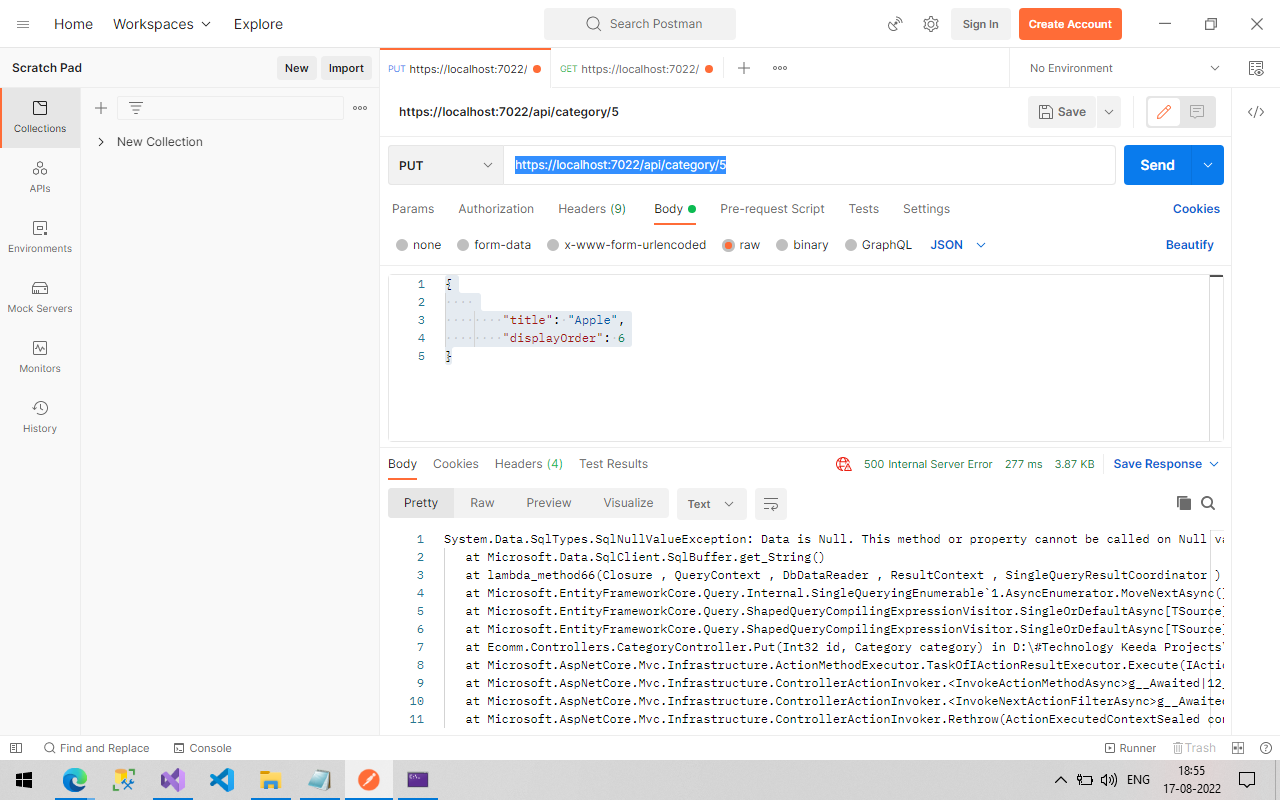 Home
Workspaces
Explore
Search Postman
Sign In
Create Account
Scratch Pad
New
Import
PUT https://localhost:7022/
GET https://localhost:7022/
No Environment
Collections
APIs
Environments
Mock Servers
Monitors
History
New Collection
https://localhost:7022/api/category/5
Save
PUT
https://localhost:7022/api/category/5
Send
Params
Authorization
Headers (9)
Body
Pre-request Script
Tests
Settings
Cookies
none
form-data
x-www-form-urlencoded
raw
binary
GraphQL
JSON
Beautify
1 {
2
3 "title": "Apple",
4 "displayOrder": 6
5 }
Body
Cookies
Headers (4)
Test Results
500 Internal Server Error
277 ms
3.87 KB
Save Response
Pretty
Raw
Preview
Visualize
Text
1 System.Data.SqlTypes.SqlNullValueException: Data is Null. This method or property cannot be called on Null va
2 at Microsoft.Data.SqlClient.SqlBuffer.get_String()
3 at lambda_method66(Closure , QueryContext , DbDataReader , ResultContext , SingleQueryResultCoordinator )
4 at Microsoft.EntityFrameworkCore.Query.Internal.SingleQueryingEnumerable`1.AsyncEnumerator.MoveNextAsync()
5 at Microsoft.EntityFrameworkCore.Query.ShapedQueryCompilingExpressionVisitor.SingleOrDefaultAsync[TSource]
6 at Microsoft.EntityFrameworkCore.Query.ShapedQueryCompilingExpressionVisitor.SingleOrDefaultAsync[TSource]
7 at Ecomm.Controllers.CategoryController.Put(Int32 id, Category category) in D:\#Technology Keeda Projects\
8 at Microsoft.AspNetCore.Mvc.Infrastructure.ActionMethodExecutor.TaskOfIActionResultExecutor.Execute(IActio
9 at Microsoft.AspNetCore.Mvc.Infrastructure.ControllerActionInvoker.<InvokeActionMethodAsync>g__Awaited|12_
10 at Microsoft.AspNetCore.Mvc.Infrastructure.ControllerActionInvoker.<InvokeNextActionFilterAsync>g__Awaited
11 at Microsoft.AspNetCore.Mvc.Infrastructure.ControllerActionInvoker.Rethrow(ActionExecutedContextSealed con
Find and Replace
Console
Runner
Trash
ENG
18:55
17-08-2022